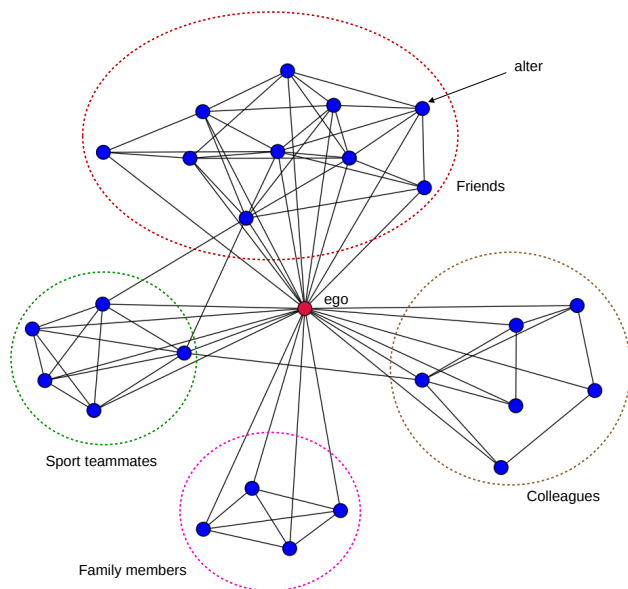 alter
Friends
ego
Sport teammates
Colleagues
Family members